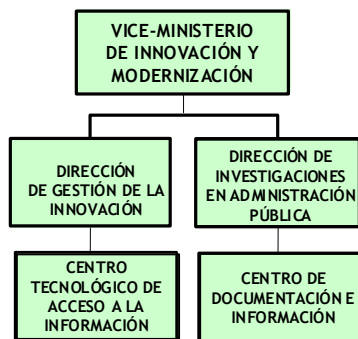 VICE-MINISTERIO
DE INNOVACIÓN Y
MODERNIZACIÓN
DIRECCIÓN
DE GESTIÓN DE LA
INNOVACIÓN
DIRECCIÓN DE
INVESTIGACIONES
EN ADMINISTRACIÓN
PÚBLICA
CENTRO
TECNOLÓGICO DE
ACCESO A LA
INFORMACIÓN
CENTRO DE
DOCUMENTACIÓN E
INFORMACIÓN